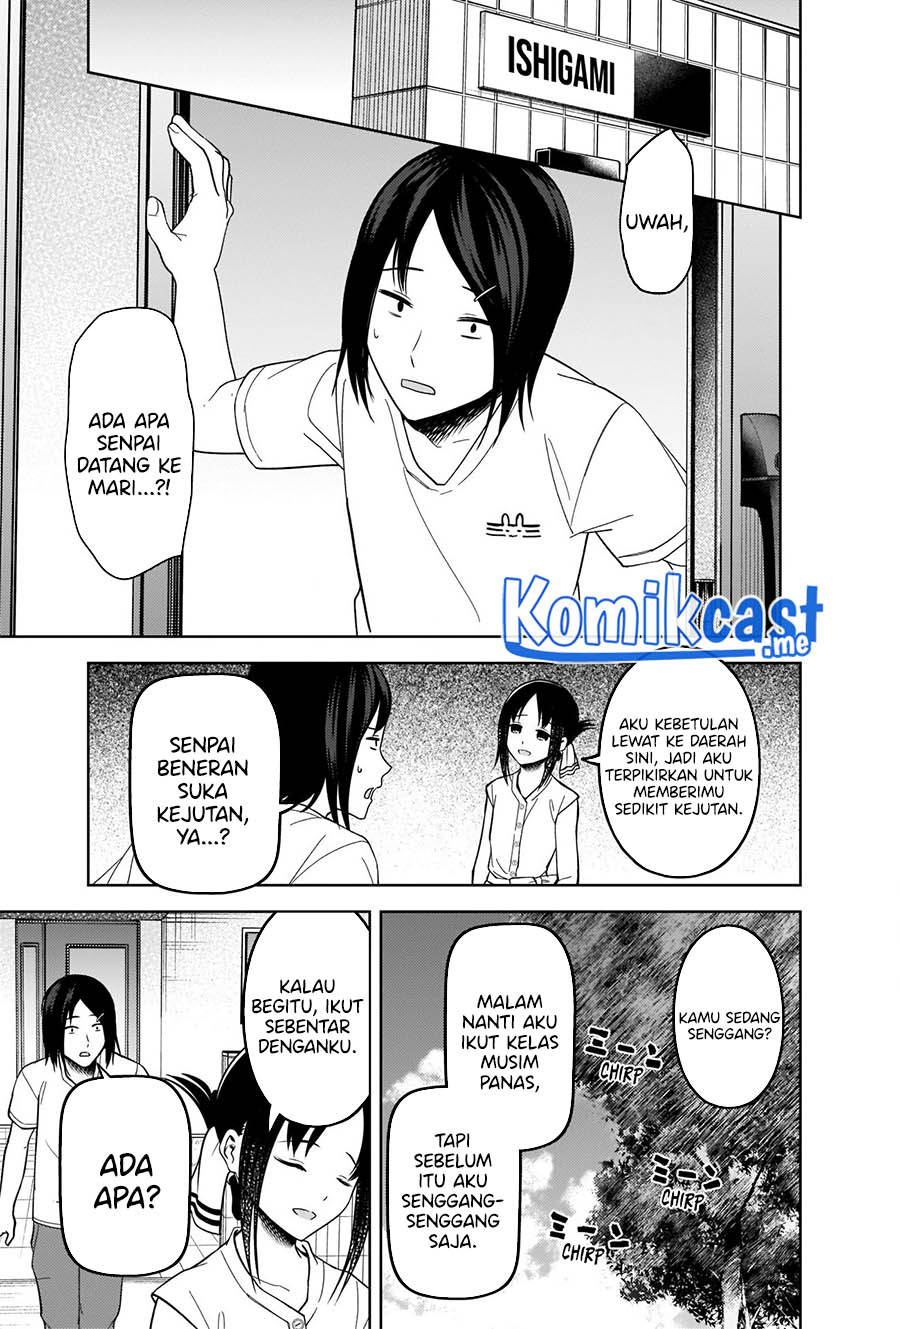 ISHIGAMI
UWAH,
ADA APA
SENPAI
DATANG KE
MARI...?!
Komikcast
.me
AKU KEBETULAN
LEWAT KE DAERAH
SINI, JADI AKU
TERPIKIRKAN UNTUK
MEMBERIMU
SEDIKIT KEJUTAN.
SENPAI
BENERAN
SUKA
KEJUTAN,
YA...?
KAMU SEDANG
SENGGANG?
MALAM
NANTI AKU
IKUT KELAS
MUSIM
PANAS,
TAPI
SEBELUM
ITU AKU
SENGGANG-
SENGGANG
SAJA.
ミーン
CHIRP
ミーン
CHIRP
ミーン
CHIRP
KALAU
BEGITU, IKUT
SEBENTAR
DENGANKU.
ADA
APA?